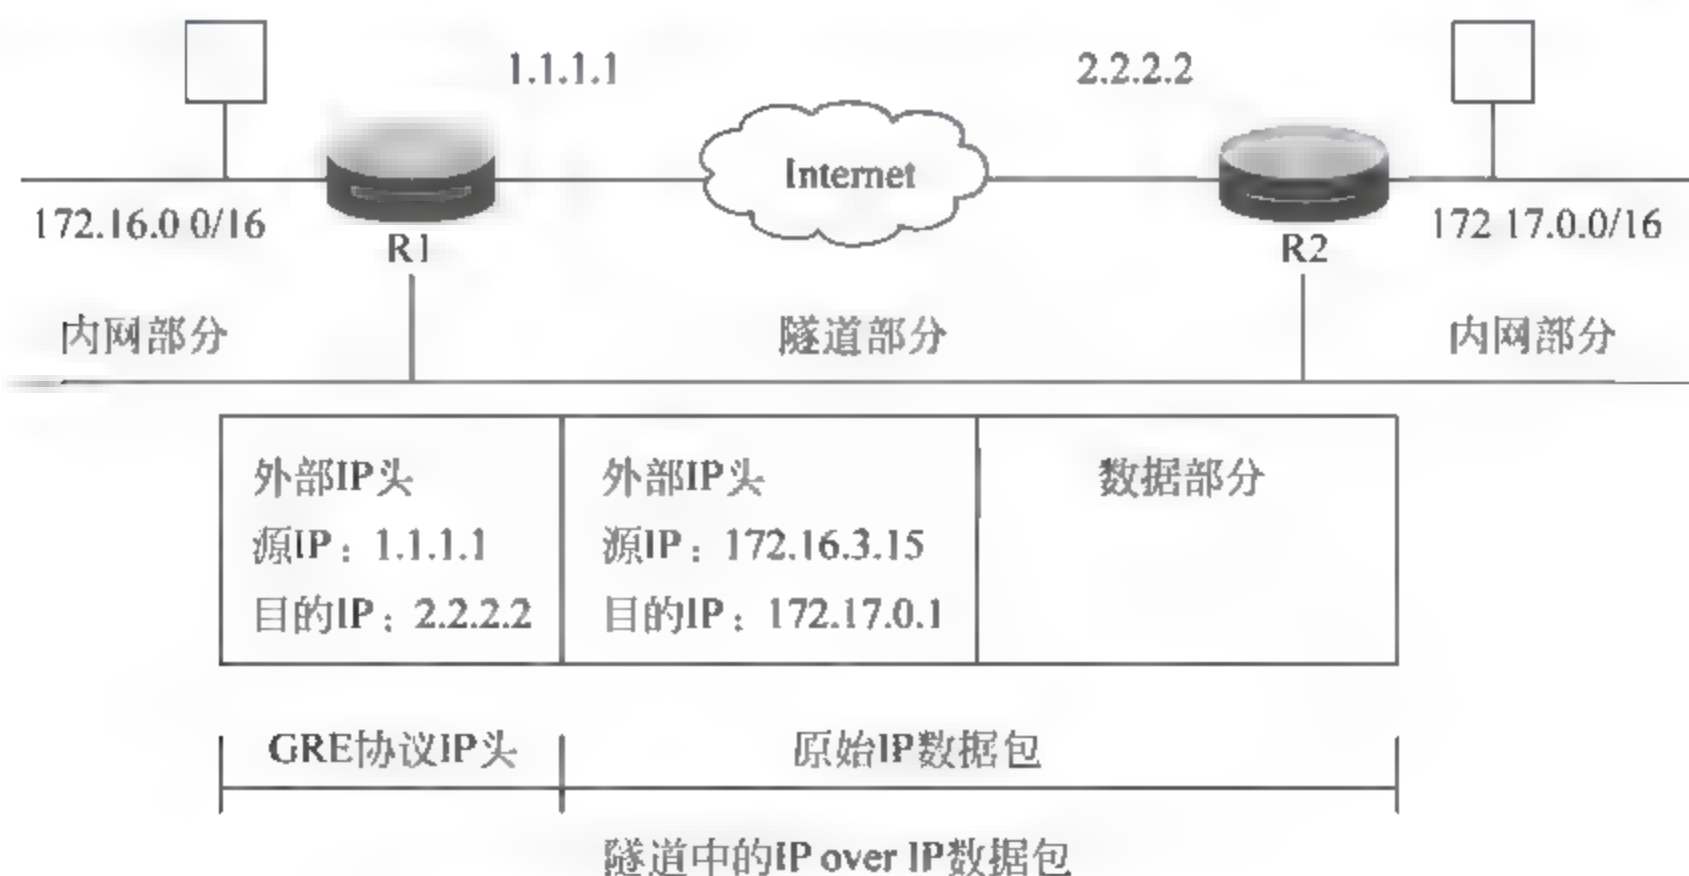 1.1.1.1
2.2.2.2
Internet
172.16.0 0/16
R1
R2
172 17.0.0/16
内网部分
隧道部分
内网部分
外部IP头
源IP：1.1.1.1
目的IP：2.2.2.2
外部IP头
源IP：172.16.3.15
目的IP：172.17.0.1
数据部分
GRE协议IP头
原始IP数据包
隧道中的IP over IP数据包